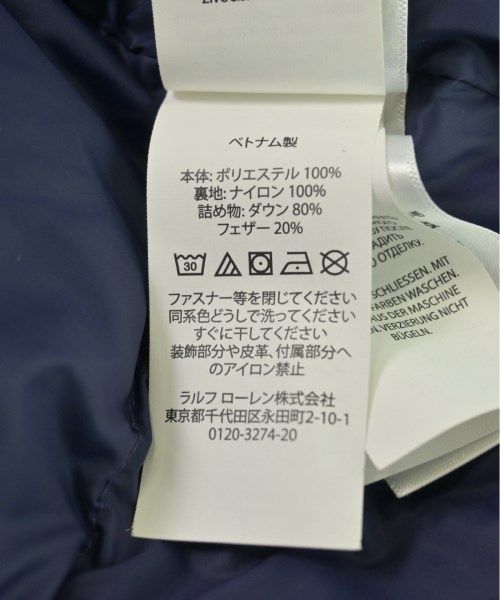 ベトナム製
本体: ポリエステル 100%
裏地: ナイロン 100%
詰め物: ダウン 80%
フェザー 20%
30
ファスナー等を閉じてください
同系色どうしで洗ってください
すぐに干してください
装飾部分や皮革、付属部分へ
のアイロン禁止
ラルフ ローレン株式会社
東京都千代田区永田町2-10-1
0120-3274-20
ПОСЛЕ
ОТДЕЛКУ.
SCHLIESSEN. MIT
FARBEN WASCHEN.
AUS DER MASCHINE
N. VERZIERUNG NICHT
BÜGELN.